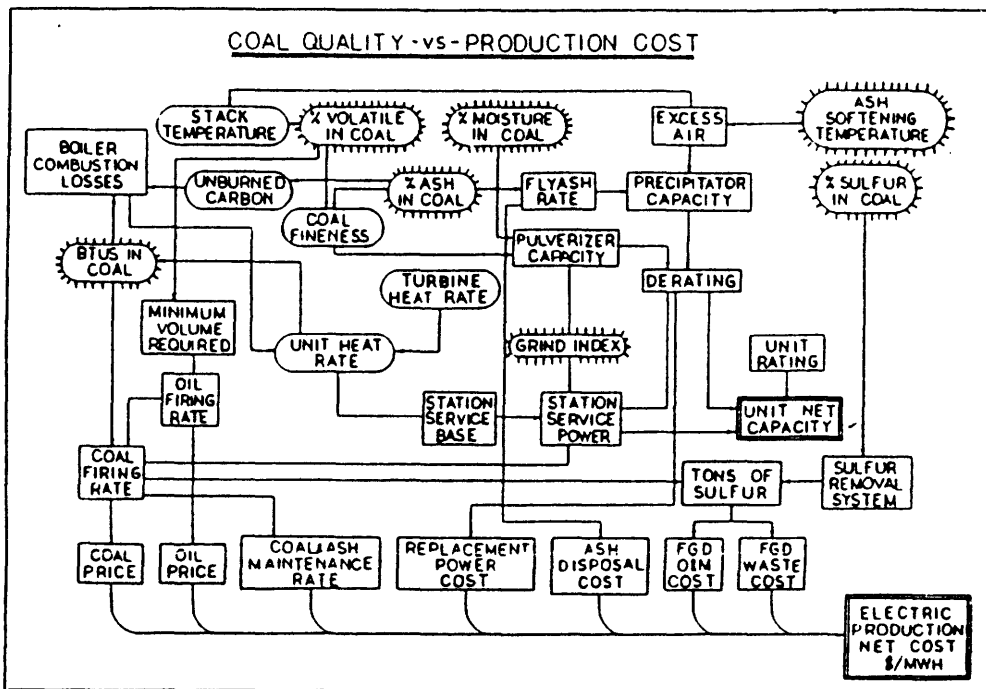 COAL QUALITY -vs- PRODUCTION COST
STACK
TEMPERATURE
% VOLATILE
IN COAL
% MOISTURE
IN COAL
EXCESS
AIR
ASH
SOFTENING
TEMPERATURE
BOILER
COMBUSTION
LOSSES
UNBURNED
CARBON
% ASH
IN COAL
FLYASH
RATE
PRECIPITATOR
CAPACITY
% SULFUR
IN COAL
COAL
FINENESS
PULVERIZER
CAPACITY
BTUS IN
COAL
TURBINE
HEAT RATE
DERATING
MINIMUM
VOLUME
REQUIRED
UNIT HEAT
RATE
GRIND INDEX
UNIT
RATING
OIL
FIRING
RATE
STATION
SERVICE
BASE
STATION
SERVICE
POWER
UNIT NET
CAPACITY
COAL
FIRING
RATE
TONS OF
SULFUR
SULFUR
REMOVAL
SYSTEM
COAL
PRICE
OIL
PRICE
COAL&ASH
MAINTENANCE
RATE
REPLACEMENT
POWER
COST
ASH
DISPOSAL
COST
FGD
O&M
COST
FGD
WASTE
COST
ELECTRIC
PRODUCTION
NET COST
$/MWH